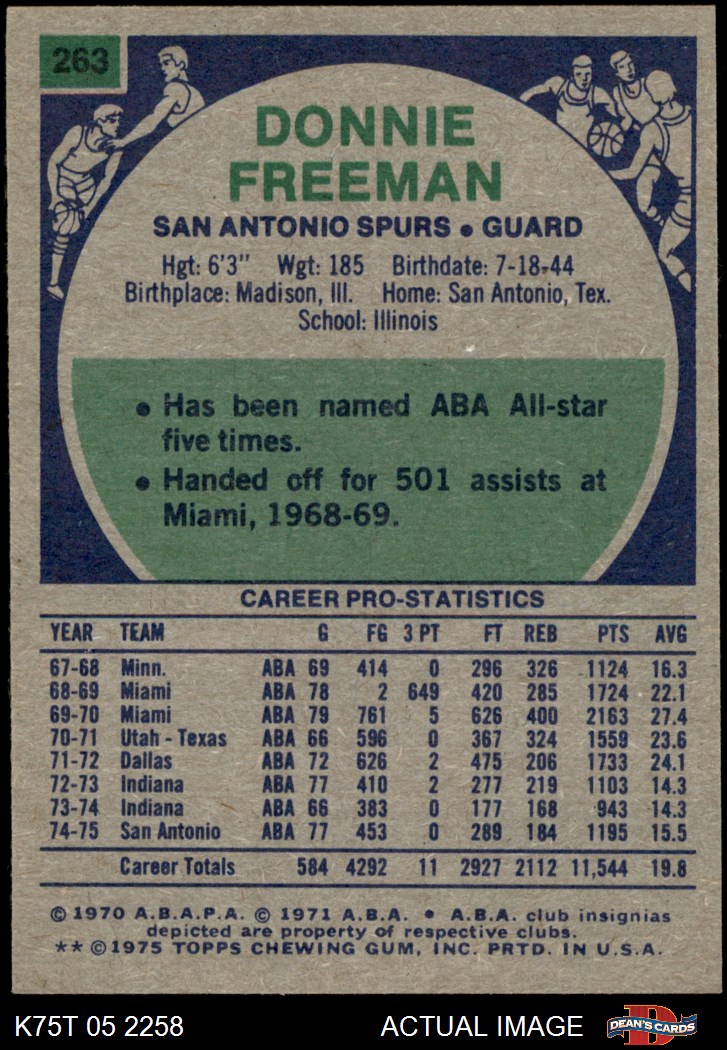 263
DONNIE
FREEMAN
SAN ANTONIO SPURS • GUARD
Hgt: 6'3" Wgt: 185 Birthdate: 7-18-44
Birthplace: Madison, Ill. Home: San Antonio, Tex.
School: Illinois
• Has been named ABA All-star
five times.
• Handed off for 501 assists at
Miami, 1968-69.
CAREER PRO-STATISTICS
YEAR TEAM G FG 3 PT FT REB PTS AVG
67-68 Minn. ABA 69 414 0 296 326 1124 16.3
68-69 Miami ABA 78 2 649 420 285 1724 22.1
69-70 Miami ABA 79 761 5 626 400 2163 27.4
70-71 Utah - Texas ABA 66 596 0 367 324 1559 23.6
71-72 Dallas ABA 72 626 2 475 206 1733 24.1
72-73 Indiana ABA 77 410 2 277 219 1103 14.3
73-74 Indiana ABA 66 383 0 177 168 943 14.3
74-75 San Antonio ABA 77 453 0 289 184 1195 15.5
Career Totals 584 4292 11 2927 2112 11,544 19.8
© 1970 A.B.A.P.A. © 1971 A.B.A. • A.B.A. club insignias
depicted are property of respective clubs.
** © 1975 TOPPS CHEWING GUM, INC. PRTD. IN U.S.A.
K75T 05 2258 ACTUAL IMAGE D DEAN'S CARDS